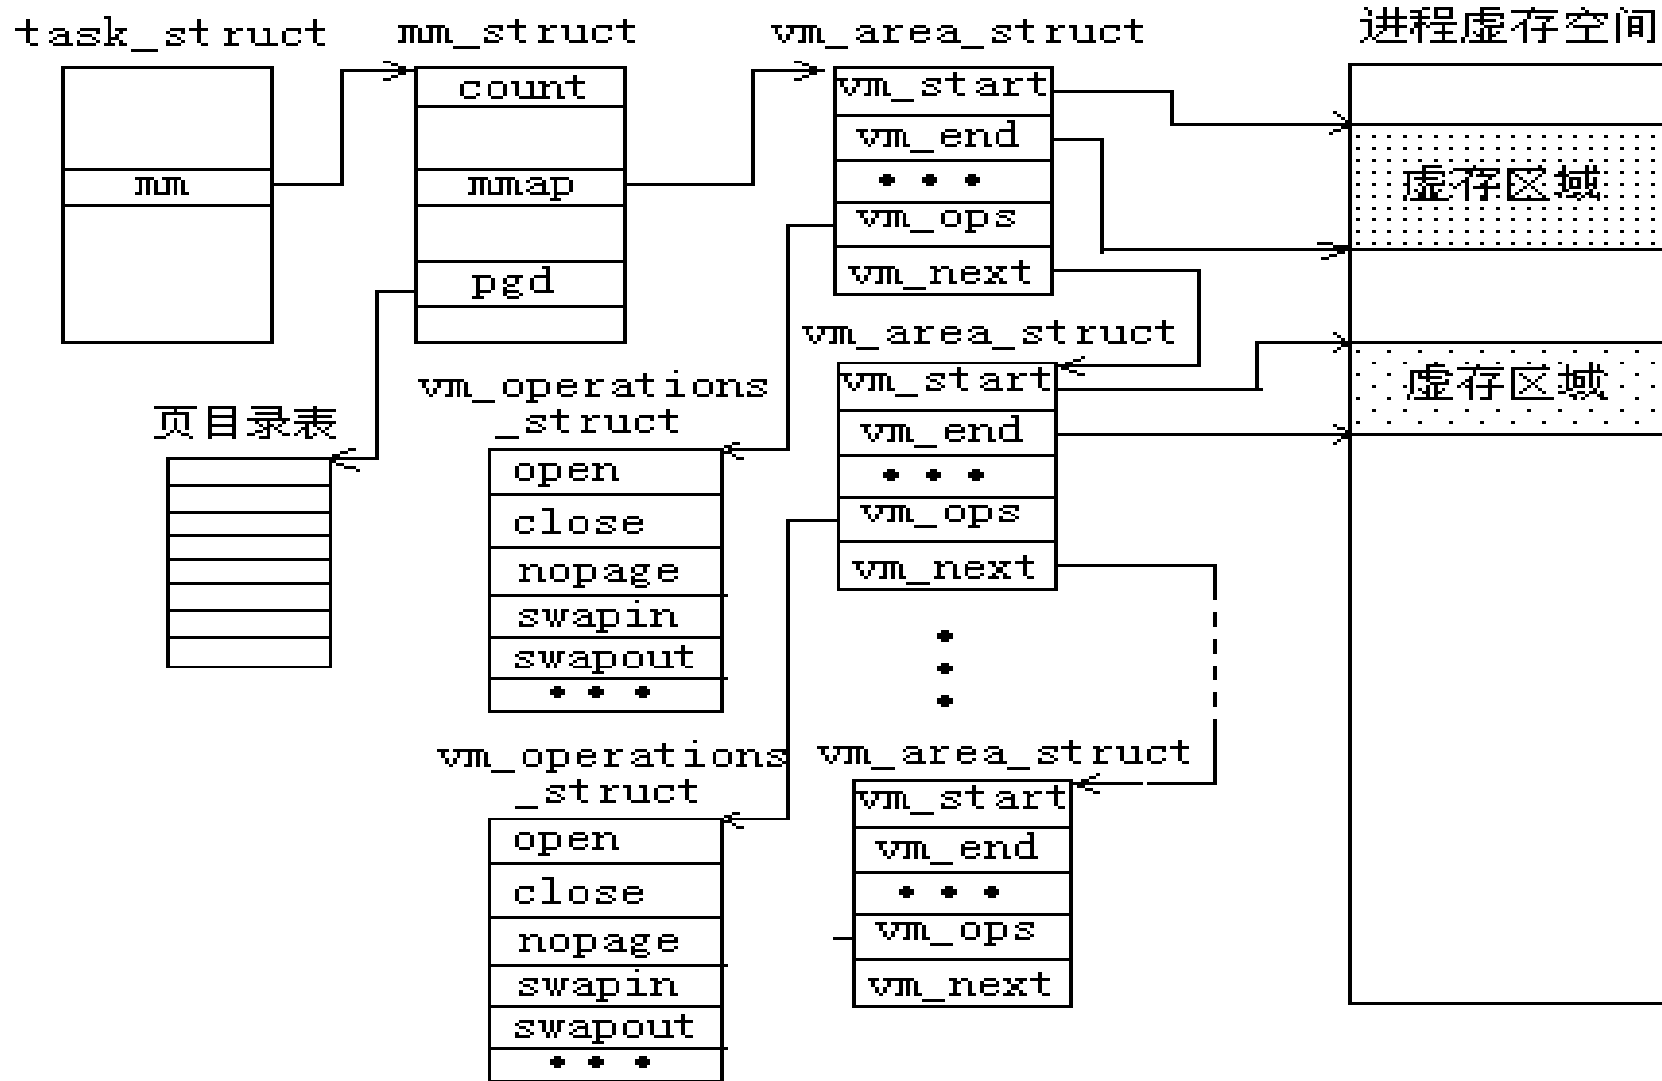 task_struct
mm
mm_struct
count
mmap
pgd
页目录表
vm_area_struct
vm_start
vm_end
• • •
vm_ops
vm_next
vm_operations
_struct
open
close
nopage
swapin
swapout
• • •
vm_area_struct
vm_start
vm_end
• • •
vm_ops
vm_next
vm_operations
_struct
open
close
nopage
swapin
swapout
• • •
vm_area_struct
vm_start
vm_end
• • •
vm_ops
vm_next
进程虚存空间
虚存区域
虚存区域